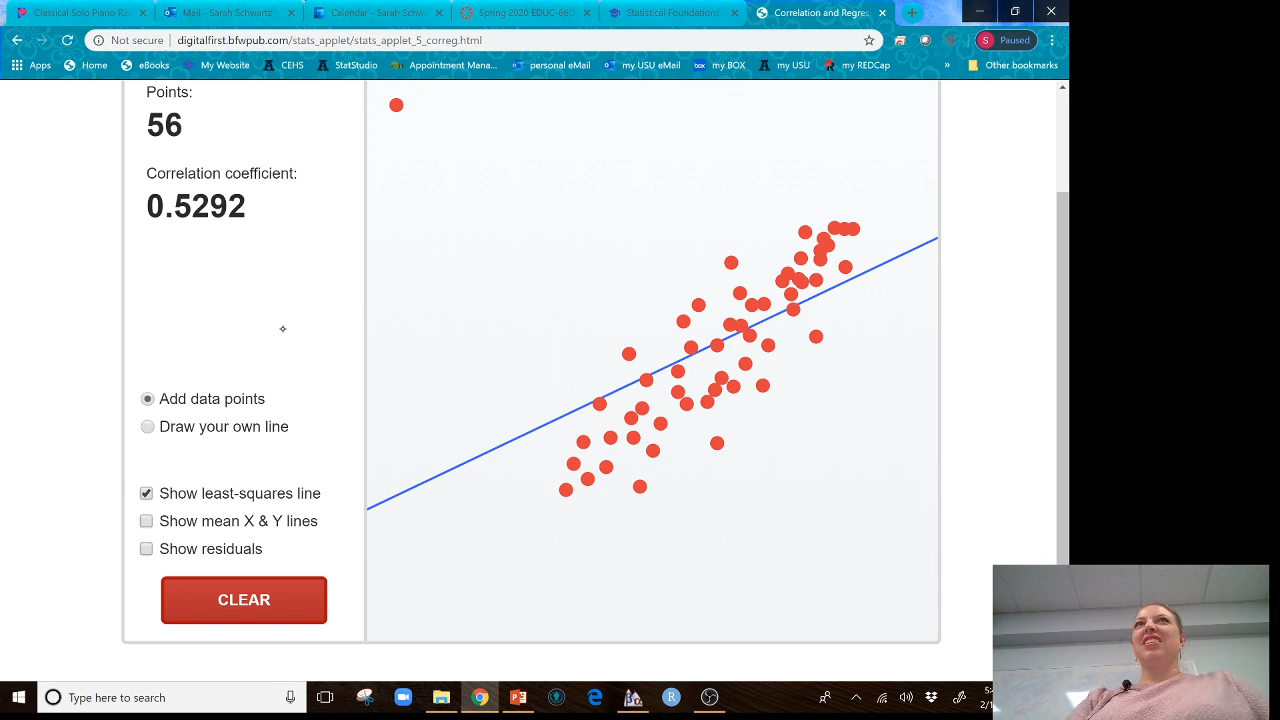 Classical Solo Piano Ra
Mail - Sarah Schwartz
Calendar - Sarah Schw
Spring 2020 EDUC-660
Statistical Foundations
Correlation and Regres
Not secure | digitalfirst.bfwpub.com/stats_applet/stats_applet_5_correg.html
S Paused
Apps Home eBooks My Website CEHS StatStudio Appointment Mana... personal eMail my USU eMail box my BOX my USU my REDCap » Other bookmarks
Points:
56
Correlation coefficient:
0.5292
Add data points
Draw your own line
Show least-squares line
Show mean X & Y lines
Show residuals
CLEAR
Type here to search
R